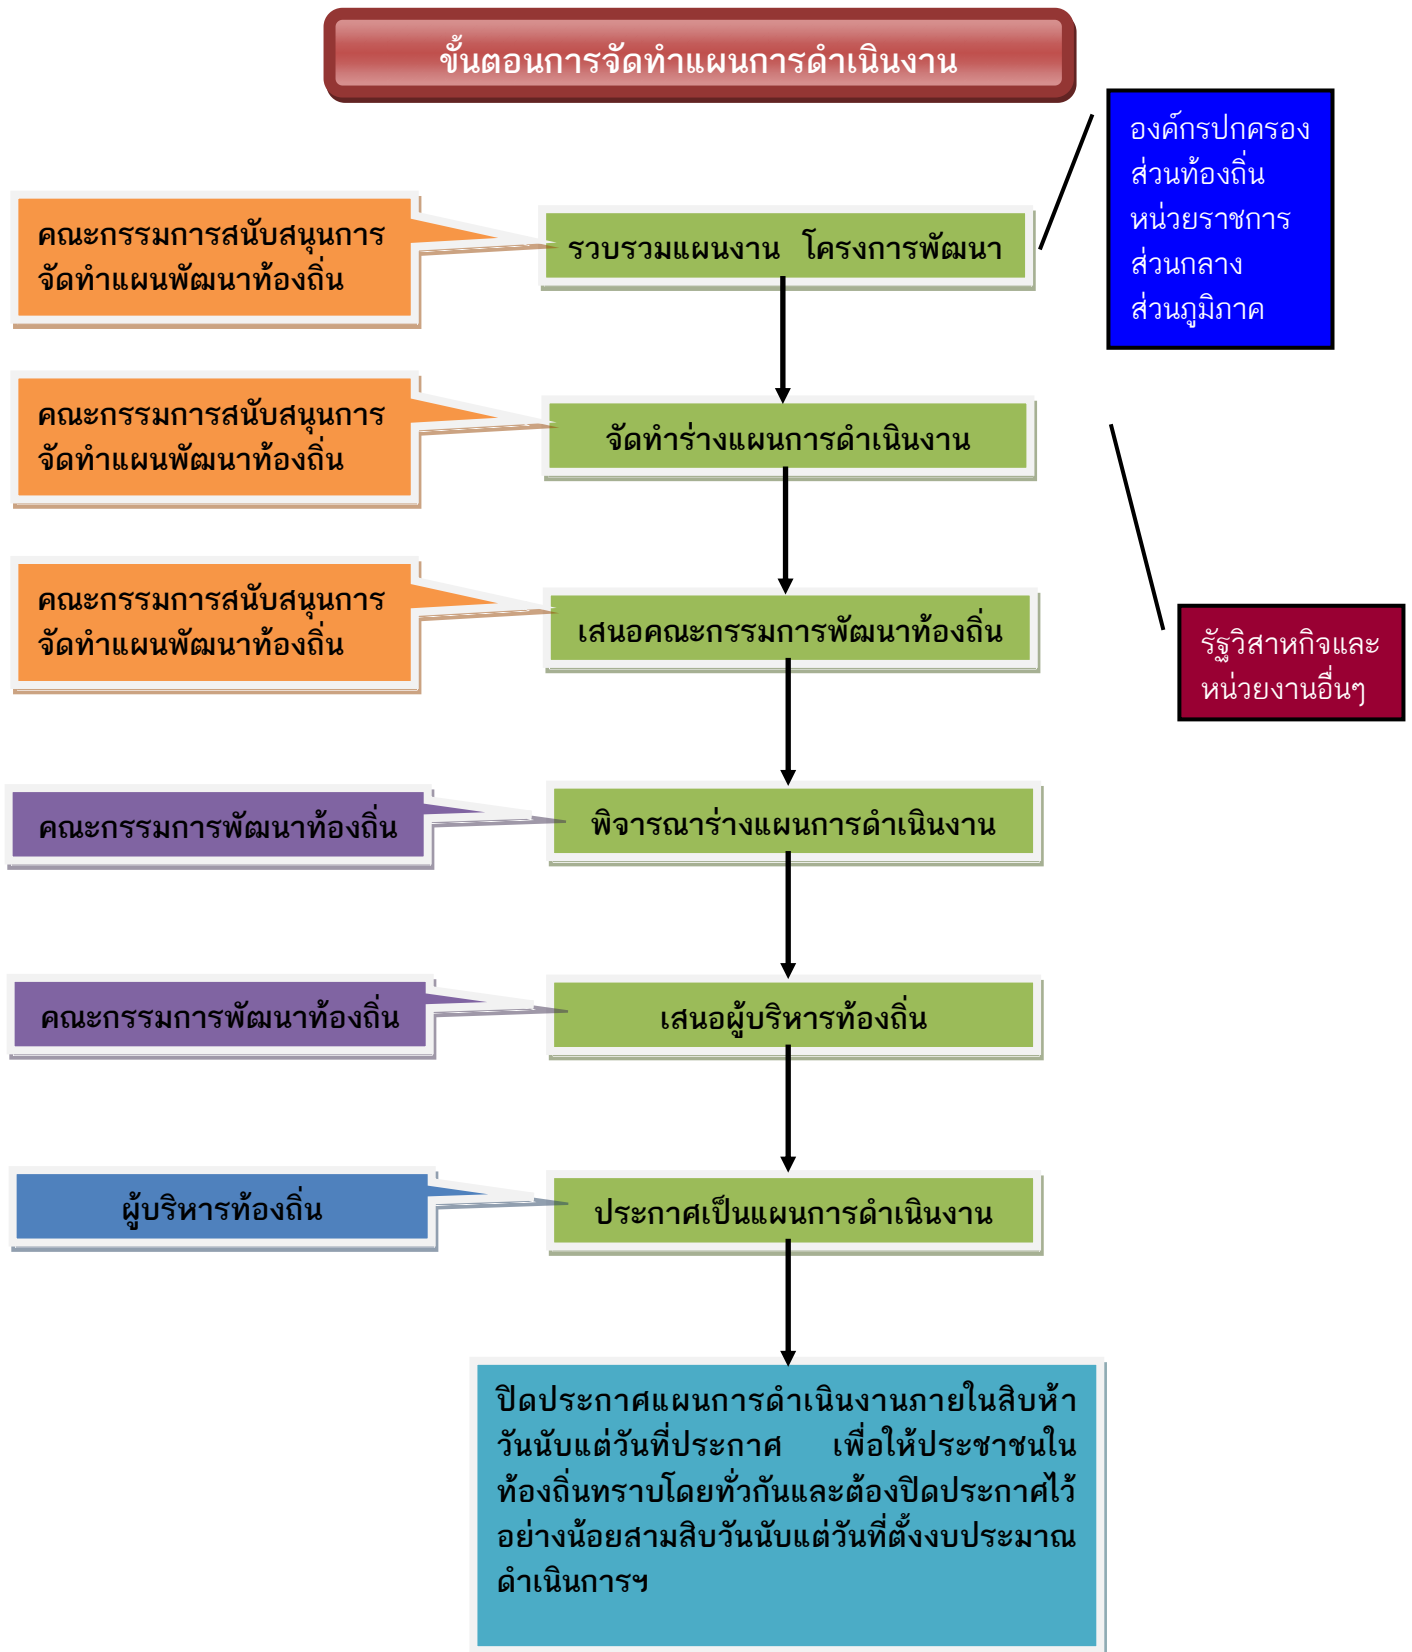 ขั้นตอนการจัดทำแผนการดำเนินงาน
องค์กรปกครอง
ส่วนท้องถิ่น
หน่วยราชการ
ส่วนกลาง
ส่วนภูมิภาค
คณะกรรมการสนับสนุนการ
จัดทำแผนพัฒนาท้องถิ่น
รวบรวมแผนงาน โครงการพัฒนา
คณะกรรมการสนับสนุนการ
จัดทำแผนพัฒนาท้องถิ่น
จัดทำร่างแผนการดำเนินงาน
คณะกรรมการสนับสนุนการ
จัดทำแผนพัฒนาท้องถิ่น
เสนอคณะกรรมการพัฒนาท้องถิ่น
รัฐวิสาหกิจและ
หน่วยงานอื่นๆ
คณะกรรมการพัฒนาท้องถิ่น
พิจารณาร่างแผนการดำเนินงาน
คณะกรรมการพัฒนาท้องถิ่น
เสนอผู้บริหารท้องถิ่น
ผู้บริหารท้องถิ่น
ประกาศเป็นแผนการดำเนินงาน
ปิดประกาศแผนการดำเนินงานภายในสิบห้า
วันนับแต่วันที่ประกาศ เพื่อให้ประชาชนใน
ท้องถิ่นทราบโดยทั่วกันและต้องปิดประกาศไว้
อย่างน้อยสามสิบวันนับแต่วันที่ตั้งงบประมาณ
ดำเนินการฯ